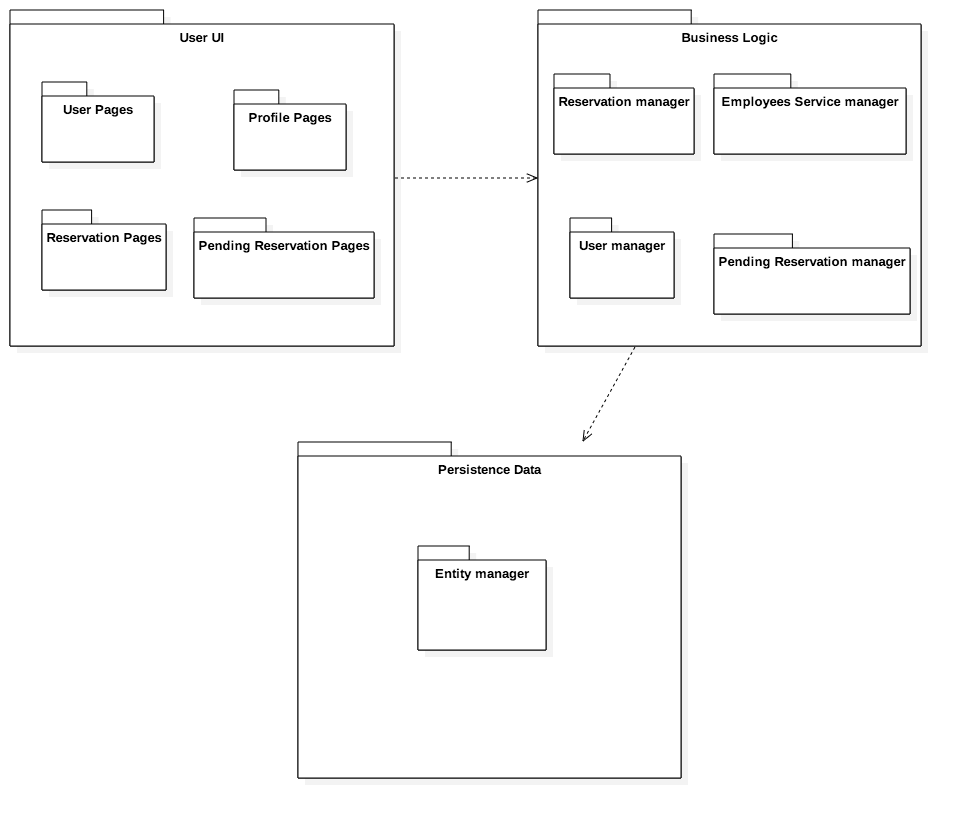 User UI
User Pages
Profile Pages
Reservation Pages
Pending Reservation Pages
Business Logic
Reservation manager
Employees Service manager
User manager
Pending Reservation manager
Persistence Data
Entity manager